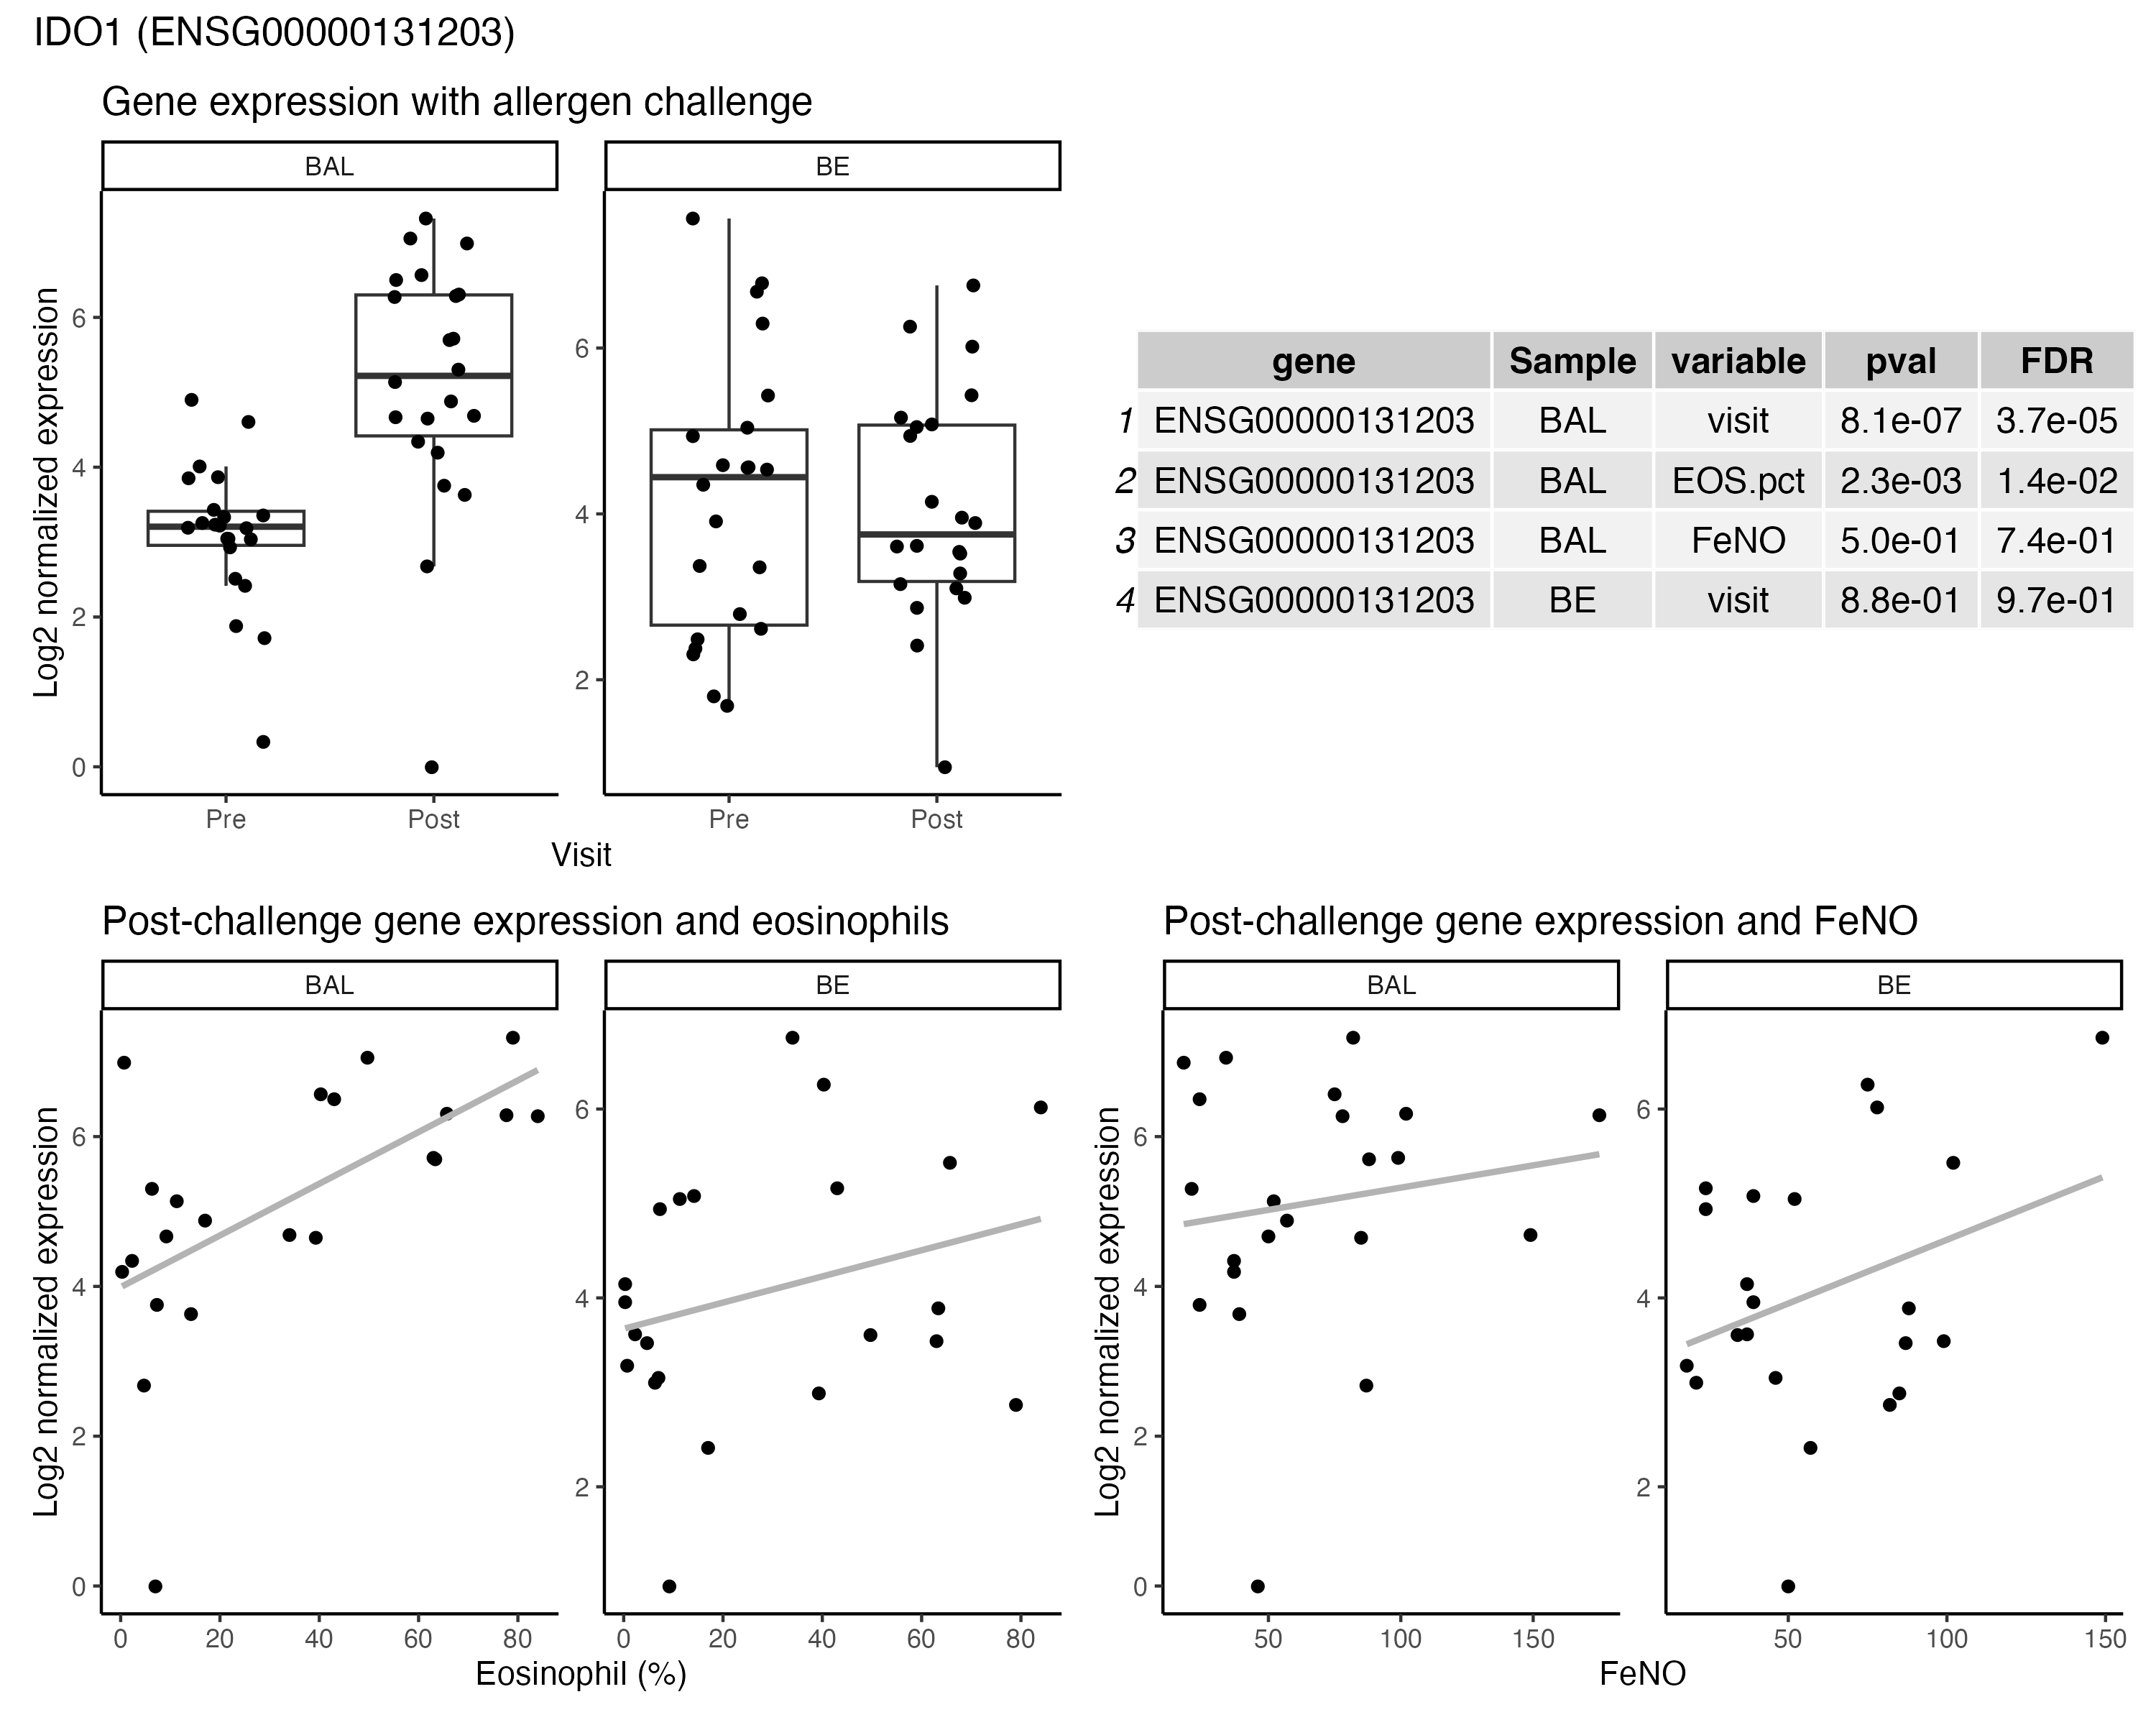 IDO1 (ENSG00000131203)
Gene expression with allergen challenge
BAL
BE
Log2 normalized expression
6
4
2
0
6
4
2
Pre
Post
Pre
Post
Visit
gene Sample variable pval FDR
1 ENSG00000131203 BAL visit 8.1e-07 3.7e-05
2 ENSG00000131203 BAL EOS.pct 2.3e-03 1.4e-02
3 ENSG00000131203 BAL FeNO 5.0e-01 7.4e-01
4 ENSG00000131203 BE visit 8.8e-01 9.7e-01
Post-challenge gene expression and eosinophils
BAL
BE
Log2 normalized expression
6
4
2
0
6
4
2
0 20 40 60 80
0 20 40 60 80
Eosinophil (%)
Post-challenge gene expression and FeNO
BAL
BE
Log2 normalized expression
6
4
2
0
6
4
2
50 100 150
50 100 150
FeNO